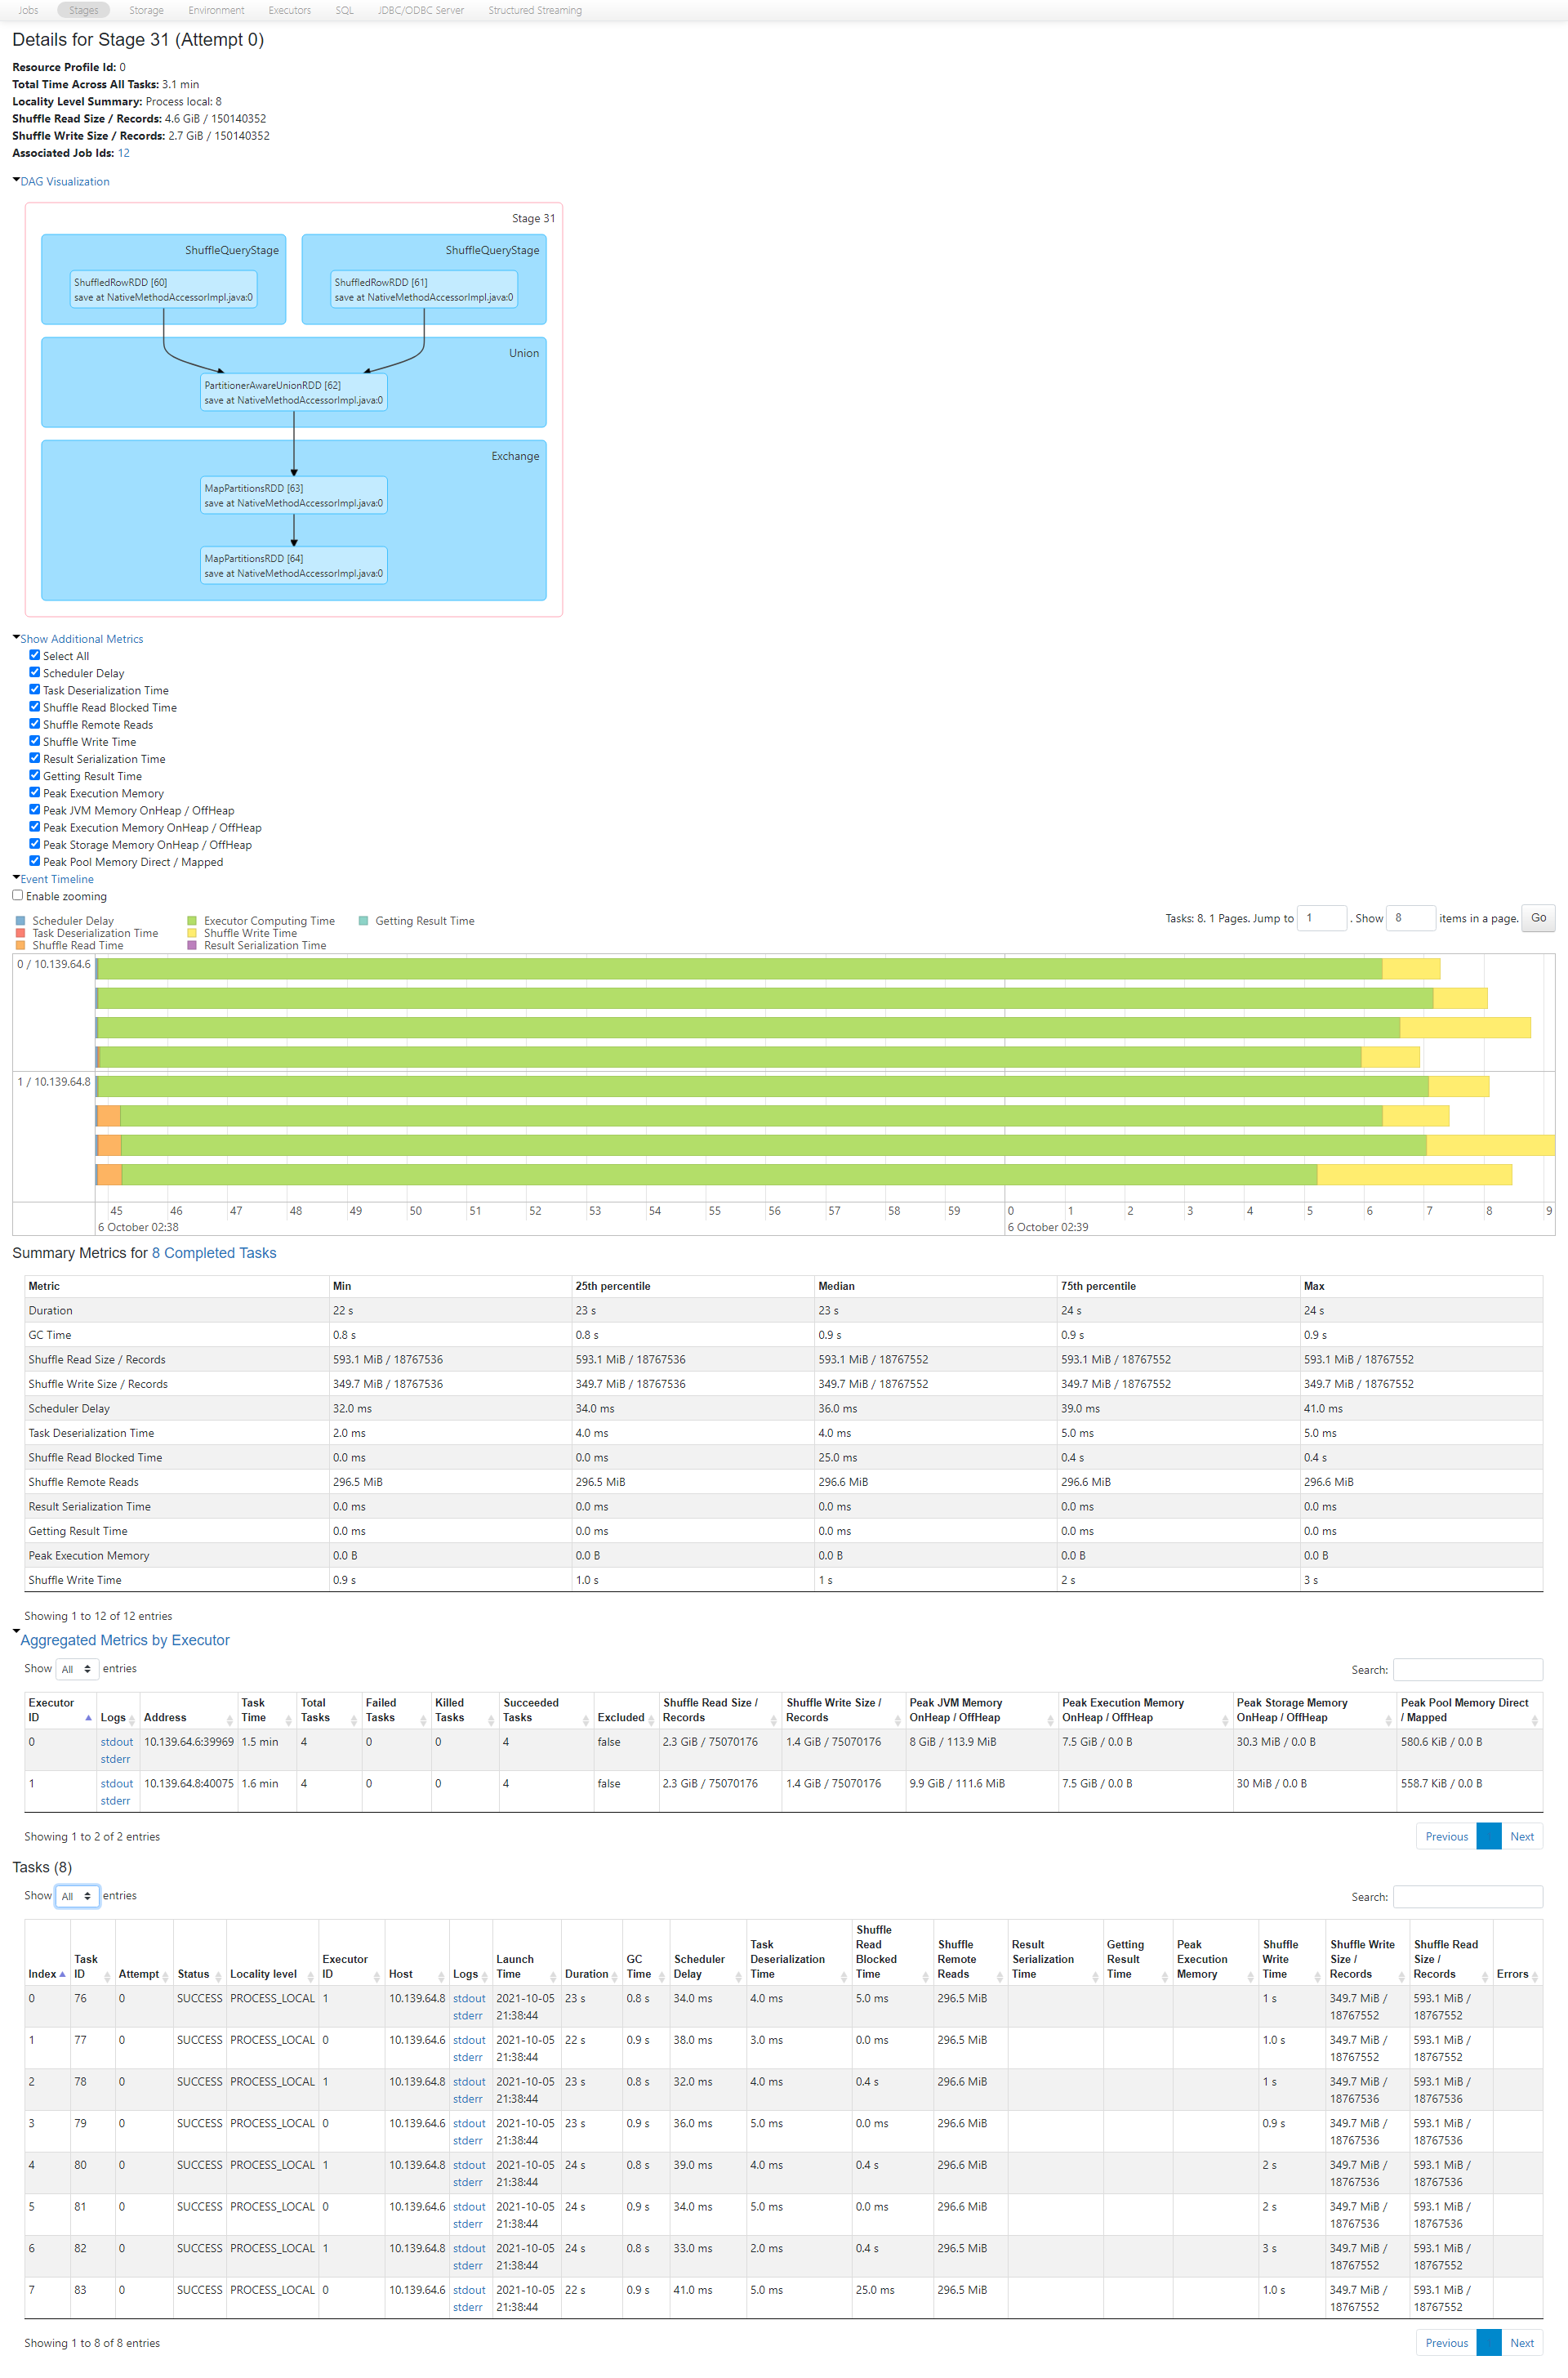 Jobs Stages Storage Environment Executors SQL JDBC/ODBC Server Structured Streaming
Details for Stage 31 (Attempt 0)
Resource Profile Id: 0
Total Time Across All Tasks: 3.1 min
Locality Level Summary: Process local: 8
Shuffle Read Size / Records: 4.6 GiB / 150140352
Shuffle Write Size / Records: 2.7 GiB / 150140352
Associated Job Ids: 12
DAG Visualization
Stage 31
ShuffleQueryStage ShuffleQueryStage
ShuffledRowRDD [60] ShuffledRowRDD [61]
save at NativeMethodAccessorImpl.java:0 save at NativeMethodAccessorImpl.java:0
Union
PartitionerAwareUnionRDD [62]
save at NativeMethodAccessorImpl.java:0
Exchange
MapPartitionsRDD [63]
save at NativeMethodAccessorImpl.java:0
MapPartitionsRDD [64]
save at NativeMethodAccessorImpl.java:0
Show Additional Metrics
Select All
Scheduler Delay
Task Deserialization Time
Shuffle Read Blocked Time
Shuffle Remote Reads
Shuffle Write Time
Result Serialization Time
Getting Result Time
Peak Execution Memory
Peak JVM Memory OnHeap / OffHeap
Peak Execution Memory OnHeap / OffHeap
Peak Storage Memory OnHeap / OffHeap
Peak Pool Memory Direct / Mapped
Event Timeline
Enable zooming
Scheduler Delay Executor Computing Time Getting Result Time Tasks: 8. 1 Pages. Jump to 1 . Show 8 items in a page. Go
Task Deserialization Time Shuffle Write Time
Shuffle Read Time Result Serialization Time
0 / 10.139.64.6
1 / 10.139.64.8
45 46 47 48 49 50 51 52 53 54 55 56 57 58 59 0 1 2 3 4 5 6 7 8 9
6 October 02:38 6 October 02:39
Summary Metrics for 8 Completed Tasks
Metric Min 25th percentile Median 75th percentile Max
Duration 22 s 23 s 23 s 24 s 24 s
GC Time 0.8 s 0.8 s 0.9 s 0.9 s 0.9 s
Shuffle Read Size / Records 593.1 MiB / 18767536 593.1 MiB / 18767536 593.1 MiB / 18767552 593.1 MiB / 18767552 593.1 MiB / 18767552
Shuffle Write Size / Records 349.7 MiB / 18767536 349.7 MiB / 18767536 349.7 MiB / 18767552 349.7 MiB / 18767552 349.7 MiB / 18767552
Scheduler Delay 32.0 ms 34.0 ms 36.0 ms 39.0 ms 41.0 ms
Task Deserialization Time 2.0 ms 4.0 ms 4.0 ms 5.0 ms 5.0 ms
Shuffle Read Blocked Time 0.0 ms 0.0 ms 25.0 ms 0.4 s 0.4 s
Shuffle Remote Reads 296.5 MiB 296.5 MiB 296.6 MiB 296.6 MiB 296.6 MiB
Result Serialization Time 0.0 ms 0.0 ms 0.0 ms 0.0 ms 0.0 ms
Getting Result Time 0.0 ms 0.0 ms 0.0 ms 0.0 ms 0.0 ms
Peak Execution Memory 0.0 B 0.0 B 0.0 B 0.0 B 0.0 B
Shuffle Write Time 0.9 s 1.0 s 1 s 2 s 3 s
Showing 1 to 12 of 12 entries
Aggregated Metrics by Executor
Show All entries Search:
Executor Task Total Failed Killed Succeeded Shuffle Read Size / Shuffle Write Size / Peak JVM Memory Peak Execution Memory Peak Storage Memory Peak Pool Memory Direct
ID Logs Address Time Tasks Tasks Tasks Tasks Excluded Records Records OnHeap / OffHeap OnHeap / OffHeap OnHeap / OffHeap / Mapped
0 stdout 10.139.64.6:39969 1.5 min 4 0 0 4 false 2.3 GiB / 75070176 1.4 GiB / 75070176 8 GiB / 113.9 MiB 7.5 GiB / 0.0 B 30.3 MiB / 0.0 B 580.6 KiB / 0.0 B
stderr
1 stdout 10.139.64.8:40075 1.6 min 4 0 0 4 false 2.3 GiB / 75070176 1.4 GiB / 75070176 9.9 GiB / 111.6 MiB 7.5 GiB / 0.0 B 30 MiB / 0.0 B 558.7 KiB / 0.0 B
stderr
Showing 1 to 2 of 2 entries Previous Next
Tasks (8)
Show All entries Search:
Shuffle
Task Executor Launch GC Scheduler Task Read Shuffle Result Getting Peak Shuffle Shuffle Write Shuffle Read
Deserialization Blocked Remote Serialization Result Execution Write Size / Size /
Index ID Attempt Status Locality level ID Host Logs Time Duration Time Delay Time Time Reads Time Time Memory Time Records Records Errors
0 76 0 SUCCESS PROCESS_LOCAL 1 10.139.64.8 stdout 2021-10-05 23 s 0.8 s 34.0 ms 4.0 ms 5.0 ms 296.5 MiB 1 s 349.7 MiB / 593.1 MiB /
stderr 21:38:44 18767552 18767552
1 77 0 SUCCESS PROCESS_LOCAL 0 10.139.64.6 stdout 2021-10-05 22 s 0.9 s 38.0 ms 3.0 ms 0.0 ms 296.5 MiB 1.0 s 349.7 MiB / 593.1 MiB /
stderr 21:38:44 18767552 18767552
2 78 0 SUCCESS PROCESS_LOCAL 1 10.139.64.8 stdout 2021-10-05 23 s 0.8 s 32.0 ms 4.0 ms 0.4 s 296.6 MiB 1 s 349.7 MiB / 593.1 MiB /
stderr 21:38:44 18767536 18767536
3 79 0 SUCCESS PROCESS_LOCAL 0 10.139.64.6 stdout 2021-10-05 23 s 0.9 s 36.0 ms 5.0 ms 0.0 ms 296.6 MiB 0.9 s 349.7 MiB / 593.1 MiB /
stderr 21:38:44 18767536 18767536
4 80 0 SUCCESS PROCESS_LOCAL 1 10.139.64.8 stdout 2021-10-05 24 s 0.8 s 39.0 ms 4.0 ms 0.4 s 296.6 MiB 2 s 349.7 MiB / 593.1 MiB /
stderr 21:38:44 18767536 18767536
5 81 0 SUCCESS PROCESS_LOCAL 0 10.139.64.6 stdout 2021-10-05 24 s 0.9 s 34.0 ms 5.0 ms 0.0 ms 296.6 MiB 2 s 349.7 MiB / 593.1 MiB /
stderr 21:38:44 18767536 18767536
6 82 0 SUCCESS PROCESS_LOCAL 1 10.139.64.8 stdout 2021-10-05 24 s 0.8 s 33.0 ms 2.0 ms 0.4 s 296.5 MiB 3 s 349.7 MiB / 593.1 MiB /
stderr 21:38:44 18767552 18767552
7 83 0 SUCCESS PROCESS_LOCAL 0 10.139.64.6 stdout 2021-10-05 22 s 0.9 s 41.0 ms 5.0 ms 25.0 ms 296.5 MiB 1.0 s 349.7 MiB / 593.1 MiB /
stderr 21:38:44 18767552 18767552
Showing 1 to 8 of 8 entries Previous Next